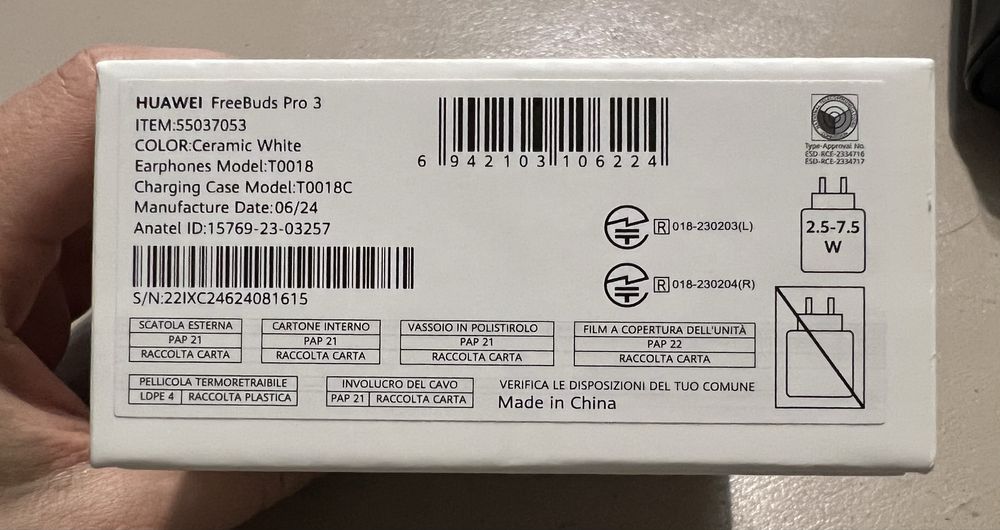 HUAWEI FreeBuds Pro 3
ITEM:55037053
COLOR:Ceramic White
Earphones Model:T0018
Charging Case Model:T0018C
Manufacture Date:06/24
Anatel ID:15769-23-03257
S/N:22IXC24624081615
6 942103 106224
Type-Approval No.
ESD-RCE-2334716
ESD-RCE-2334717
R 018-230203(L)
R 018-230204(R)
2.5-7.5
W
SCATOLA ESTERNA
PAP 21
RACCOLTA CARTA
CARTONE INTERNO
PAP 21
RACCOLTA CARTA
VASSOIO IN POLISTIROLO
PAP 21
RACCOLTA CARTA
FILM A COPERTURA DELL'UNITÀ
PAP 22
RACCOLTA CARTA
PELLICOLA TERMORETRAIBILE
LDPE 4 RACCOLTA PLASTICA
INVOLUCRO DEL CAVO
PAP 21 RACCOLTA CARTA
VERIFICA LE DISPOSIZIONI DEL TUO COMUNE
Made in China